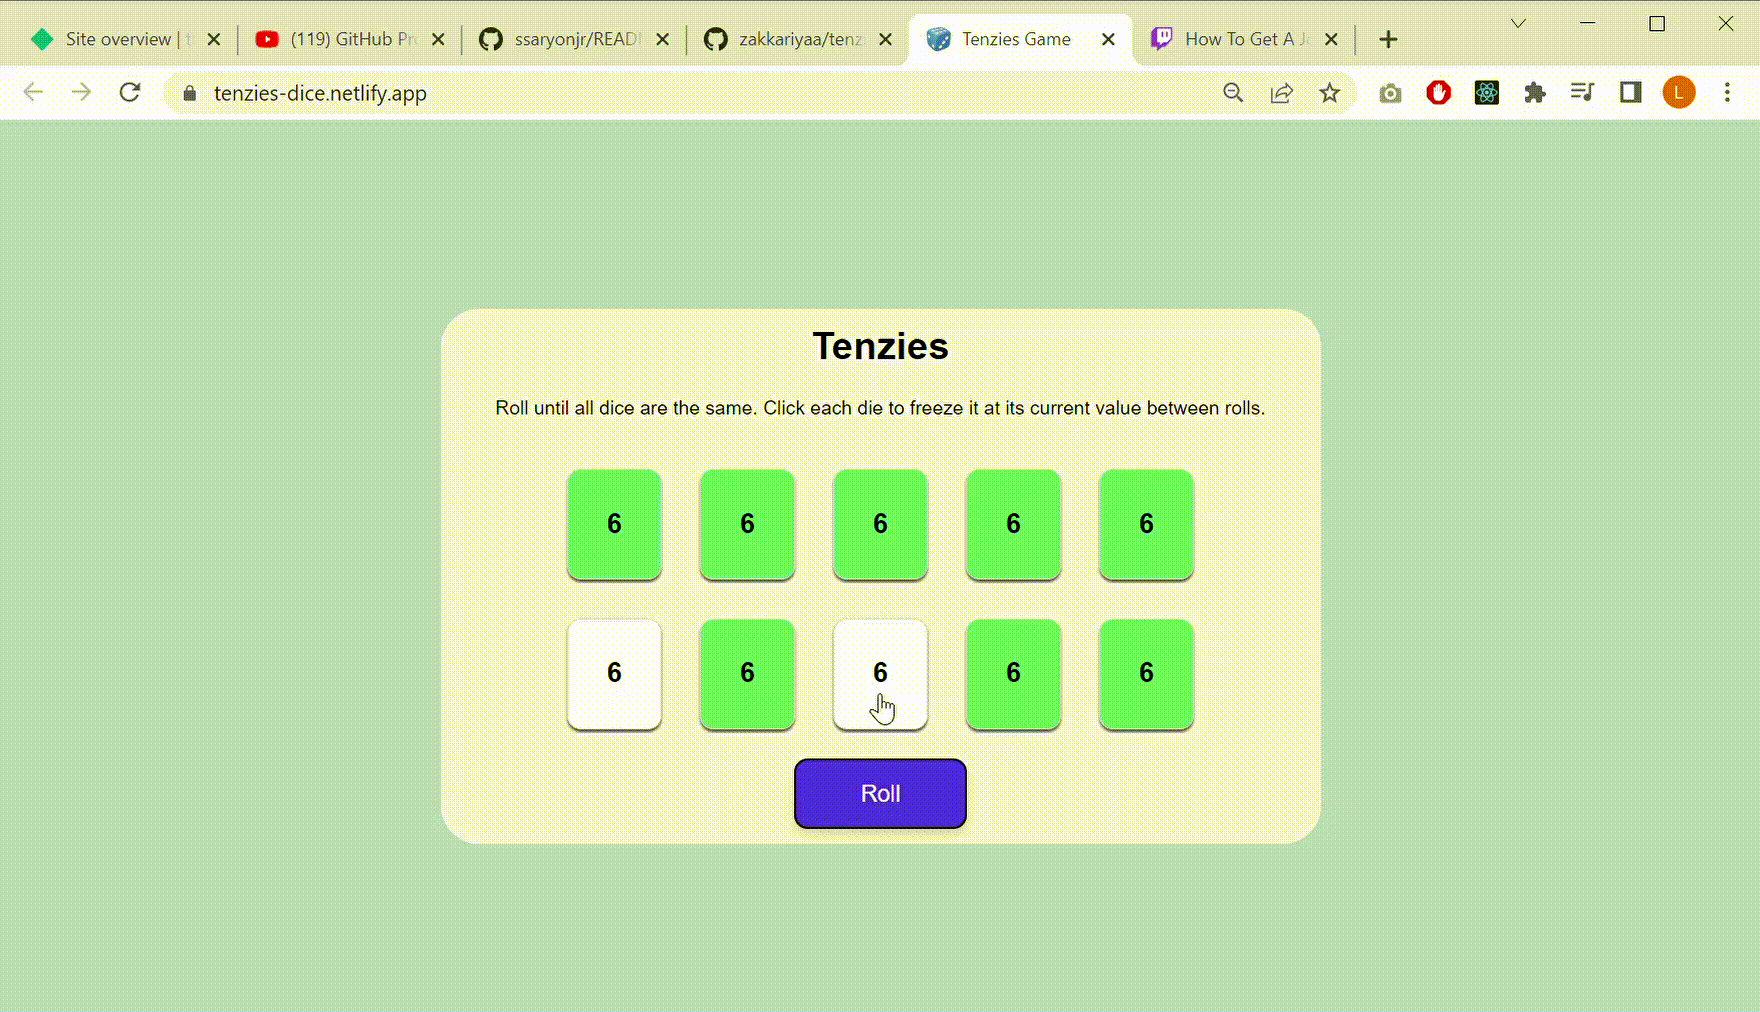 Site overview |
(119) GitHub Pr
ssaryonjr/READ
zakkariyaa/tenz
Tenzies Game
How To Get A J
tenzies-dice.netlify.app
L
Tenzies
Roll until all dice are the same. Click each die to freeze it at its current value between rolls.
6 6 6 6 6
6 6 6 6 6
Roll